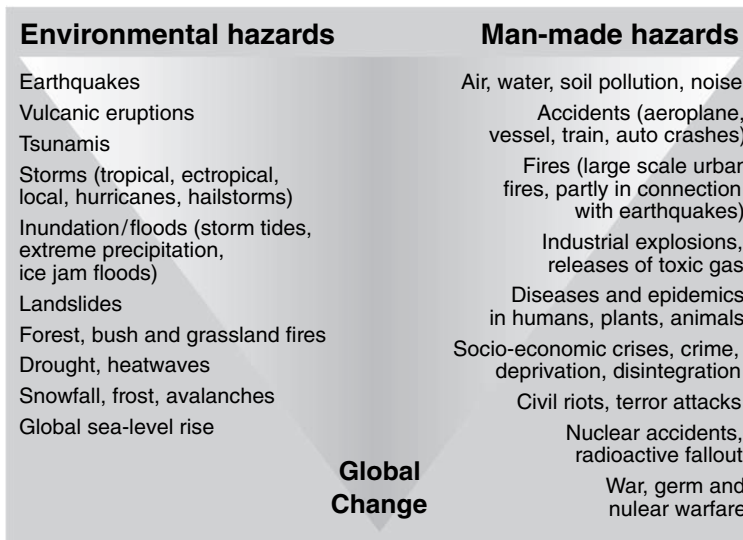 Environmental hazards
Earthquakes
Vulcanic eruptions
Tsunamis
Storms (tropical, ectropical,
local, hurricanes, hailstorms)
Inundation/floods (storm tides,
extreme precipitation,
ice jam floods)
Landslides
Forest, bush and grassland fires
Drought, heatwaves
Snowfall, frost, avalanches
Global sea-level rise
Man-made hazards
Air, water, soil pollution, noise
Accidents (aeroplane,
vessel, train, auto crashes)
Fires (large scale urban
fires, partly in connection
with earthquakes)
Industrial explosions,
releases of toxic gas
Diseases and epidemics
in humans, plants, animals
Socio-economic crises, crime,
deprivation, disintegration
Civil riots, terror attacks
Nuclear accidents,
radioactive fallout
War, germ and
nulear warfare
Global
Change